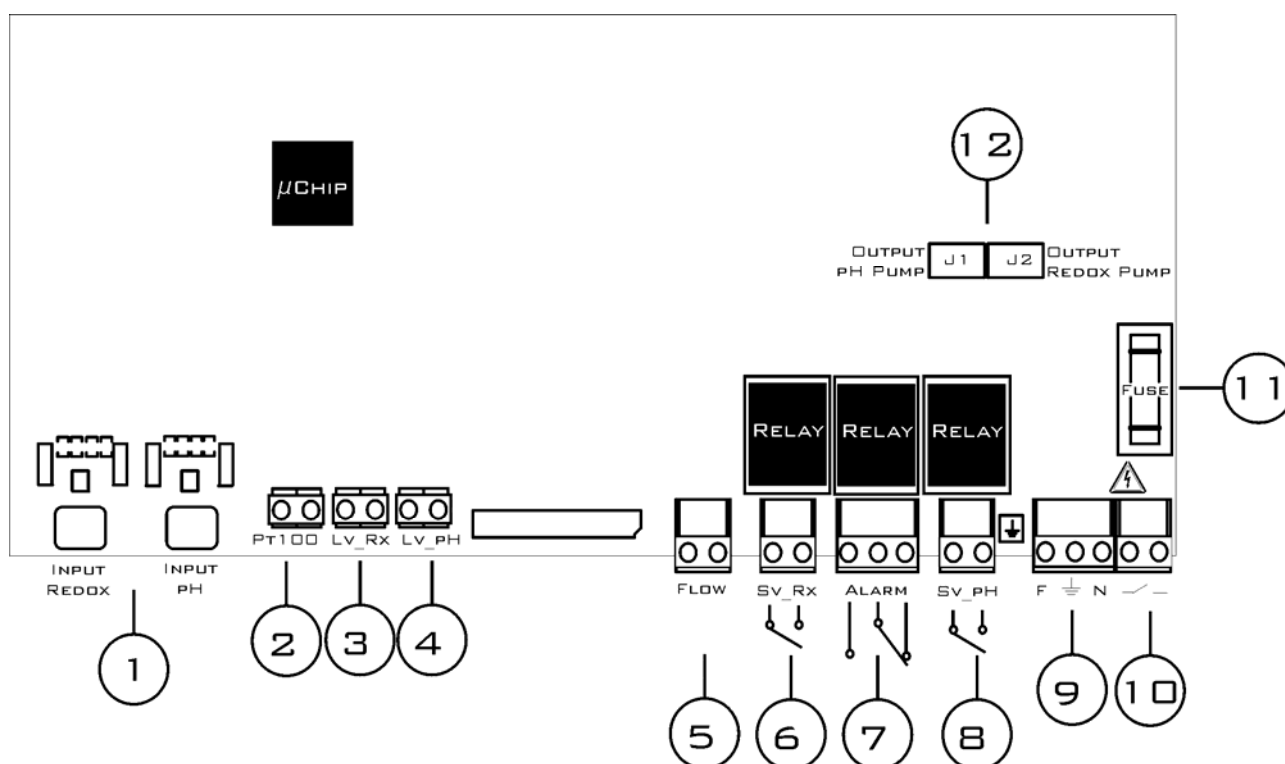 12
µCHIP
OUTPUT
PH PUMP
J1
J2
OUTPUT
REDOX PUMP
FUSE
11
RELAY
RELAY
RELAY
PT100
LV_RX
LV_PH
INPUT
REDOX
INPUT
PH
FLOW
SV_RX
ALARM
SV_PH
F
N
1
2
3
4
5
6
7
8
9
10